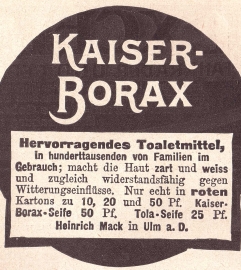 KAISER-
BORAX
Hervorragendes Toaletmittel,
in hunderttausenden von Familien im
Gebrauch; macht die Haut zart und weiss
und zugleich widerstandsfähig gegen
Witterungseinflüsse. Nur echt in roten
Kartons zu 10, 20 und 50 Pf. Kaiser-
Borax-Seife 50 Pf. Tola-Seife 25 Pf.
Heinrich Mack in Ulm a. D.